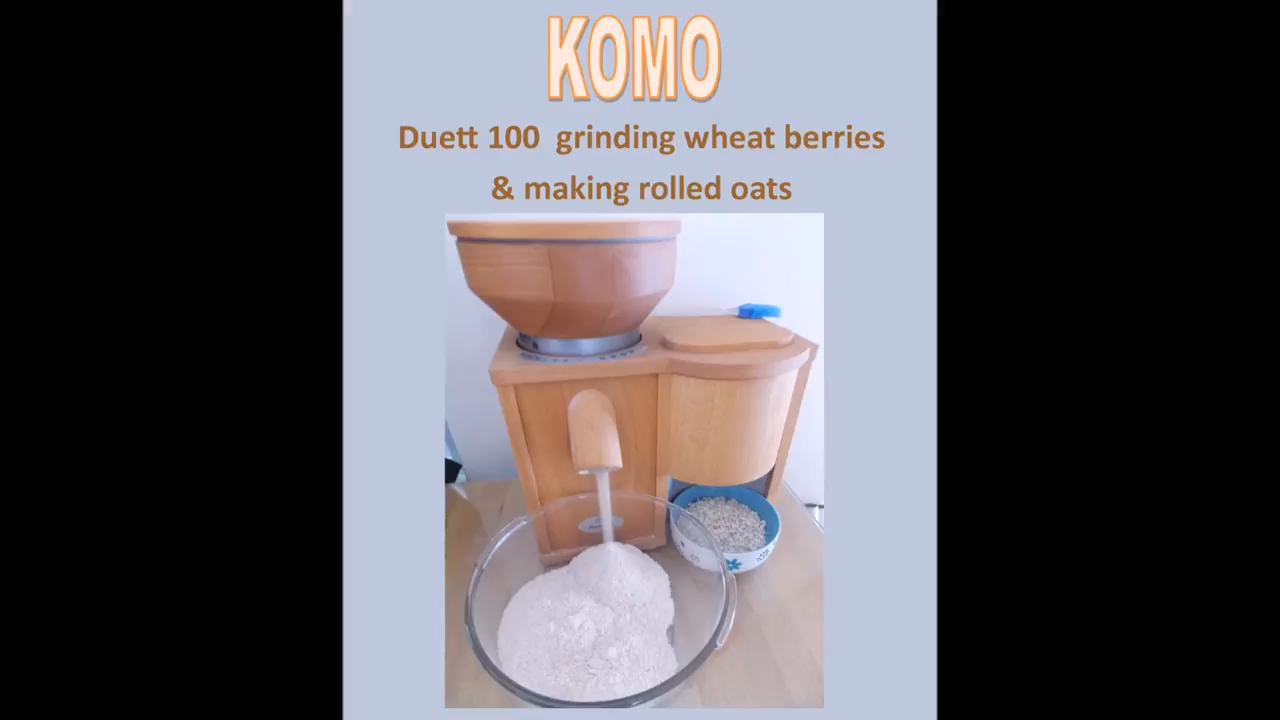 KOMO
Duett 100 grinding wheat berries
& making rolled oats